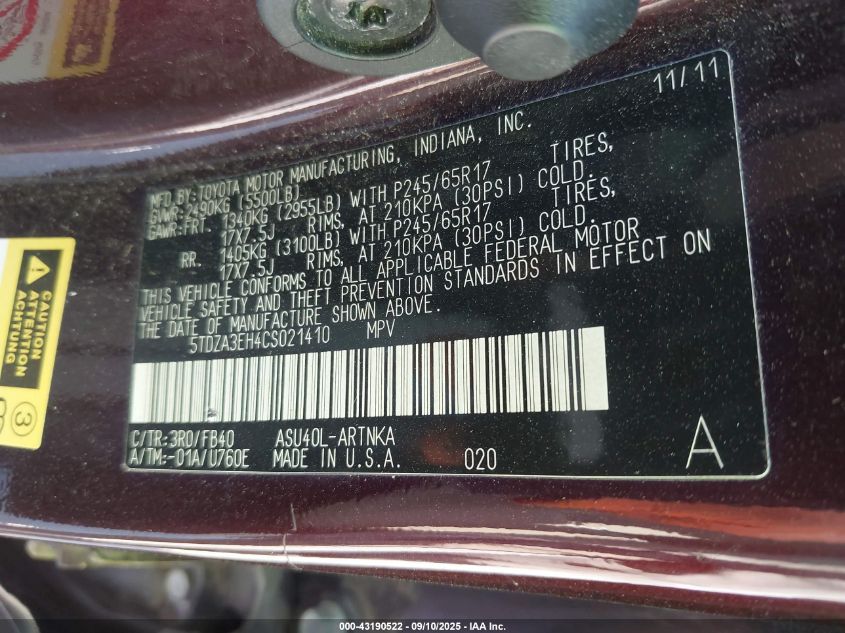 11/11
MFD.BY:TOYOTA MOTOR MANUFACTURING, INDIANA, INC.
GVWR:2490KG (5500LB)
GAWR:FRT. 1340KG (2955LB) WITH P245/65R17 TIRES,
17X7.5J RIMS, AT 210KPA (30PSI) COLD.
RR. 1405KG (3100LB) WITH P245/65R17 TIRES,
17X7.5J RIMS, AT 210KPA (30PSI) COLD.
THIS VEHICLE CONFORMS TO ALL APPLICABLE FEDERAL MOTOR
VEHICLE SAFETY AND THEFT PREVENTION STANDARDS IN EFFECT ON
THE DATE OF MANUFACTURE SHOWN ABOVE.
5TDZA3EH4CS021410 MPV
C/TR:3R0/FB40 ASU40L-ARTNKA
A/TM:-01A/U760E MADE IN U.S.A. 020
A
CAUTION
ATTENTION
ACHTUNG
3
000-43190522 - 09/10/2025 - IAA Inc.